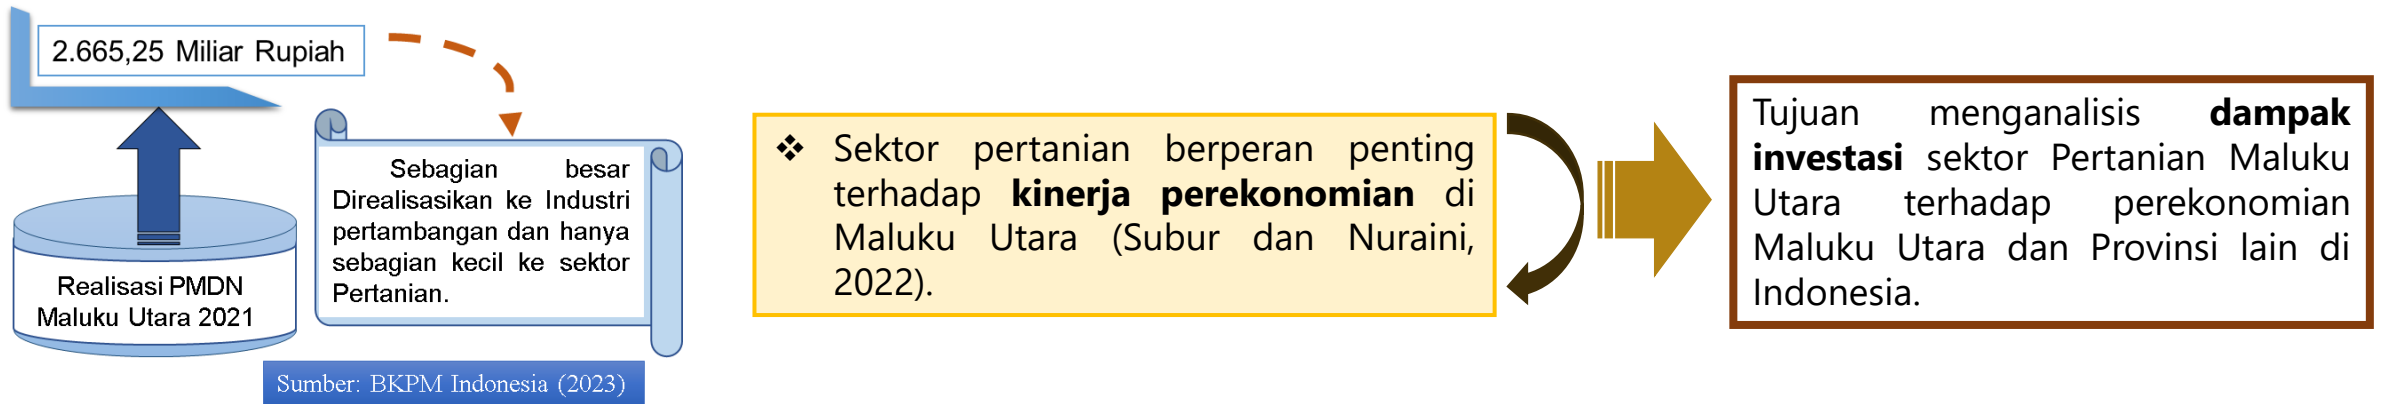 2.665,25 Miliar Rupiah
Realisasi PMDN
Maluku Utara 2021
Sebagian besar
Direalisasikan ke Industri
pertambangan dan hanya
sebagian kecil ke sektor
Pertanian.
Sumber: BKPM Indonesia (2023)
❖ Sektor pertanian berperan penting
terhadap kinerja perekonomian di
Maluku Utara (Subur dan Nuraini,
2022).
Tujuan menganalisis dampak
investasi sektor Pertanian Maluku
Utara terhadap perekonomian
Maluku Utara dan Provinsi lain di
Indonesia.